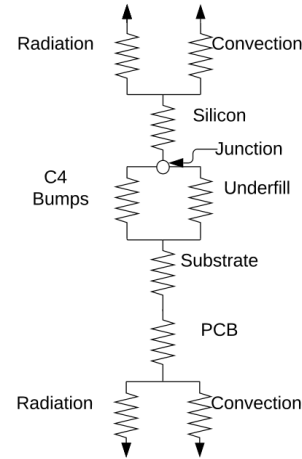 Radiation
Convection
Silicon
Junction
C4
Bumps
Underfill
Substrate
PCB
Radiation
Convection